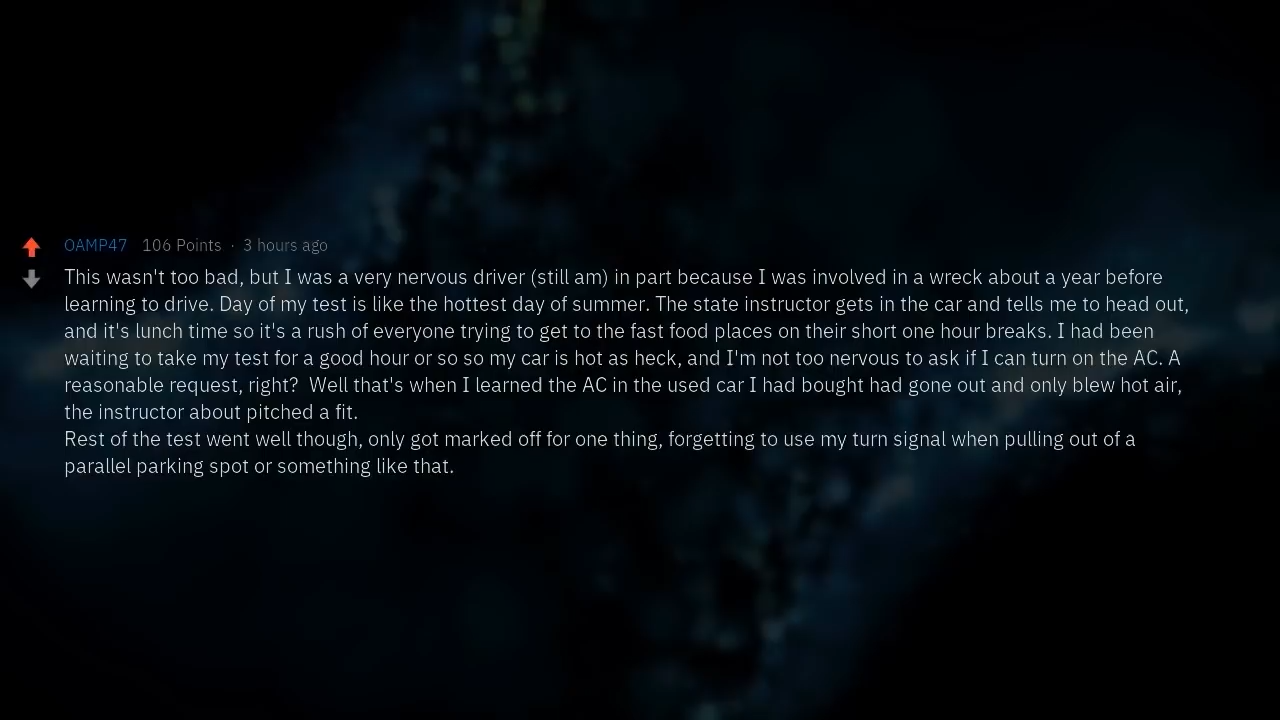 OAMP47 106 Points · 3 hours ago
This wasn't too bad, but I was a very nervous driver (still am) in part because I was involved in a wreck about a year before
learning to drive. Day of my test is like the hottest day of summer. The state instructor gets in the car and tells me to head out,
and it's lunch time so it's a rush of everyone trying to get to the fast food places on their short one hour breaks. I had been
waiting to take my test for a good hour or so so my car is hot as heck, and I'm not too nervous to ask if I can turn on the AC. A
reasonable request, right?  Well that's when I learned the AC in the used car I had bought had gone out and only blew hot air,
the instructor about pitched a fit.
Rest of the test went well though, only got marked off for one thing, forgetting to use my turn signal when pulling out of a
parallel parking spot or something like that.